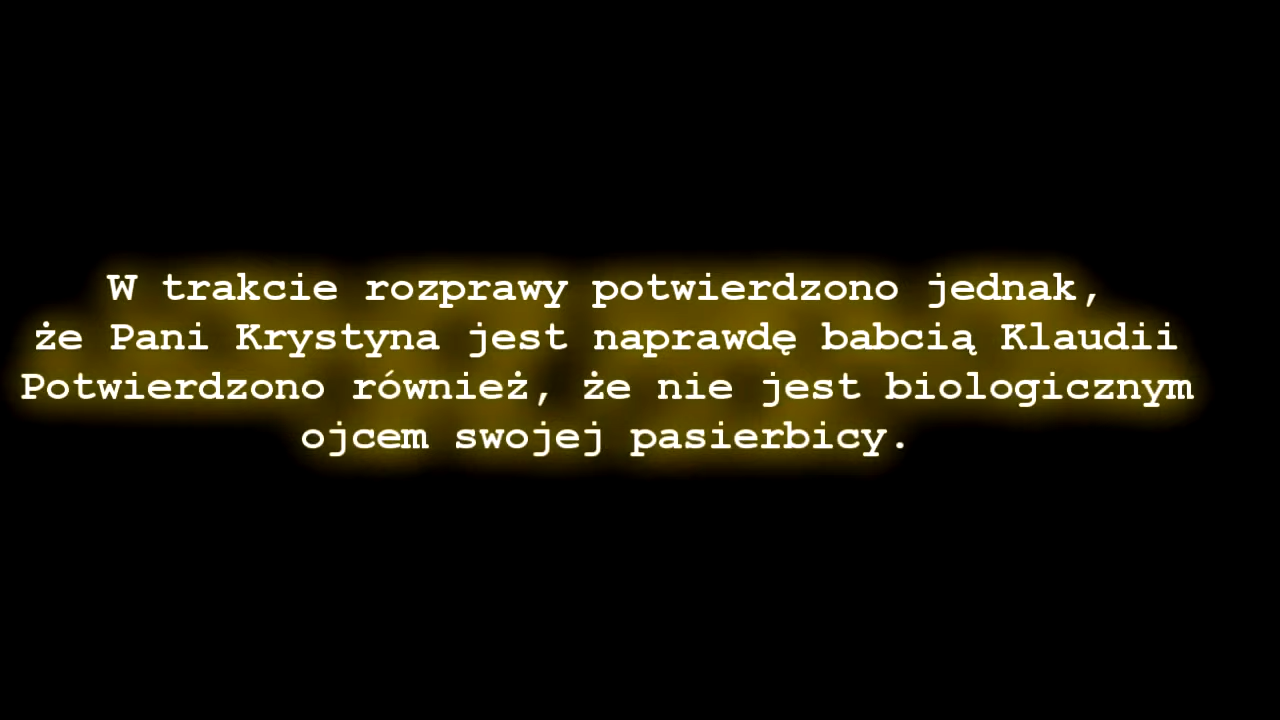 W trakcie rozprawy potwierdzono jednak,
że Pani Krystyna jest naprawdę babcią Klaudii
Potwierdzono również, że nie jest biologicznym
ojcem swojej pasierbicy.